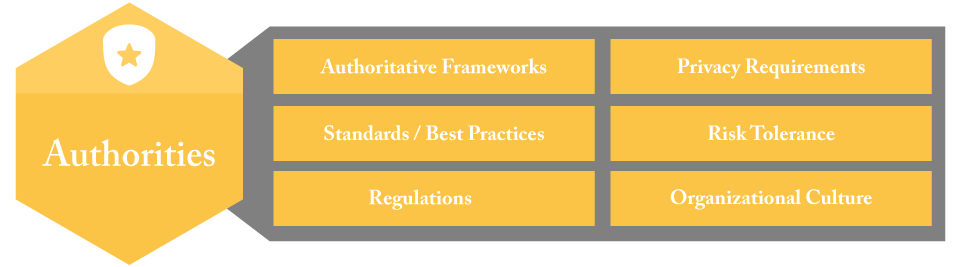 Authorities
Authoritative Frameworks
Privacy Requirements
Standards / Best Practices
Risk Tolerance
Regulations
Organizational Culture